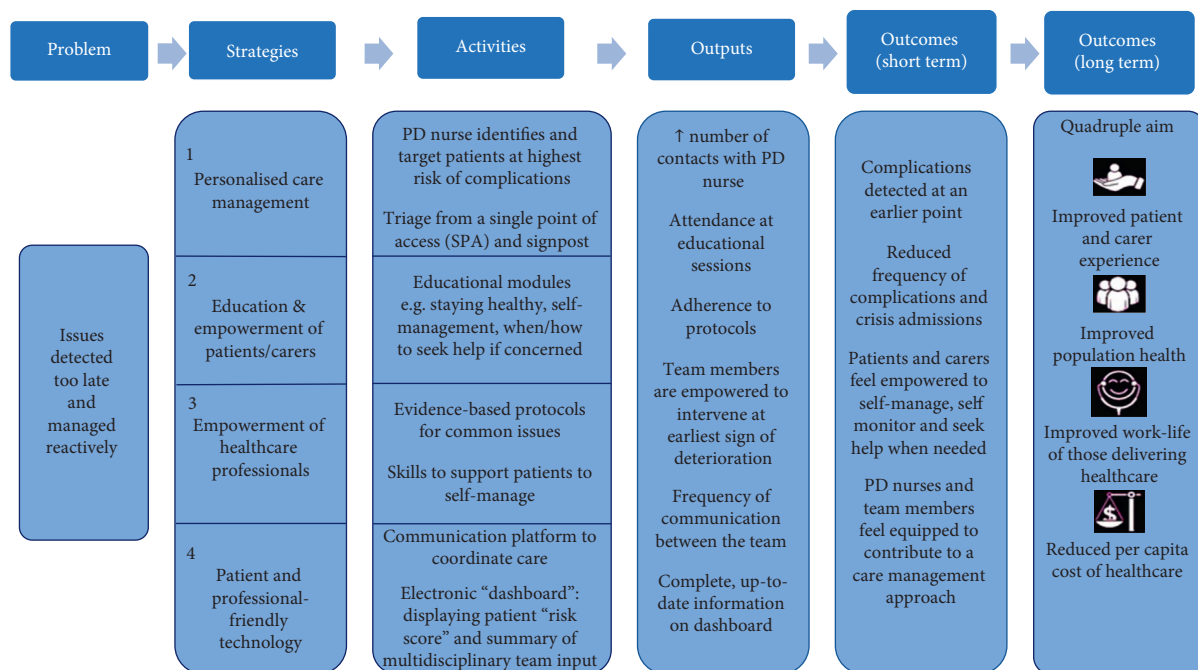 Problem
Strategies
Activities
Outputs
Outcomes
(short term)
Outcomes
(long term)
Issues
detected
too late
and
managed
reactively
1
Personalised care
management
2
Education &
empowerment of
patients/carers
3
Empowerment of
healthcare
professionals
4
Patient and
professional-
friendly
technology
PD nurse identifies and
target patients at highest
risk of complications
Triage from a single point of
access (SPA) and signpost
Educational modules
e.g. staying healthy, self-
management, when/how
to seek help if concerned
Evidence-based protocols
for common issues
Skills to support patients to
self-manage
Communication platform to
coordinate care
Electronic “dashboard”:
displaying patient “risk
score” and summary of
multidisciplinary team input
↑ number of
contacts with PD
nurse
Attendance at
educational
sessions
Adherence to
protocols
Team members
are empowered to
intervene at
earliest sign of
deterioration
Frequency of
communication
between the team
Complete, up-to-
date information
on dashboard
Complications
detected at an
earlier point
Reduced
frequency of
complications and
crisis admissions
Patients and carers
feel empowered to
self-manage, self
monitor and seek
help when needed
PD nurses and
team members
feel equipped to
contribute to a
care management
approach
Quadruple aim
Improved patient
and carer
experience
Improved
population health
Improved work-life
of those delivering
healthcare
$
Reduced per capita
cost of healthcare